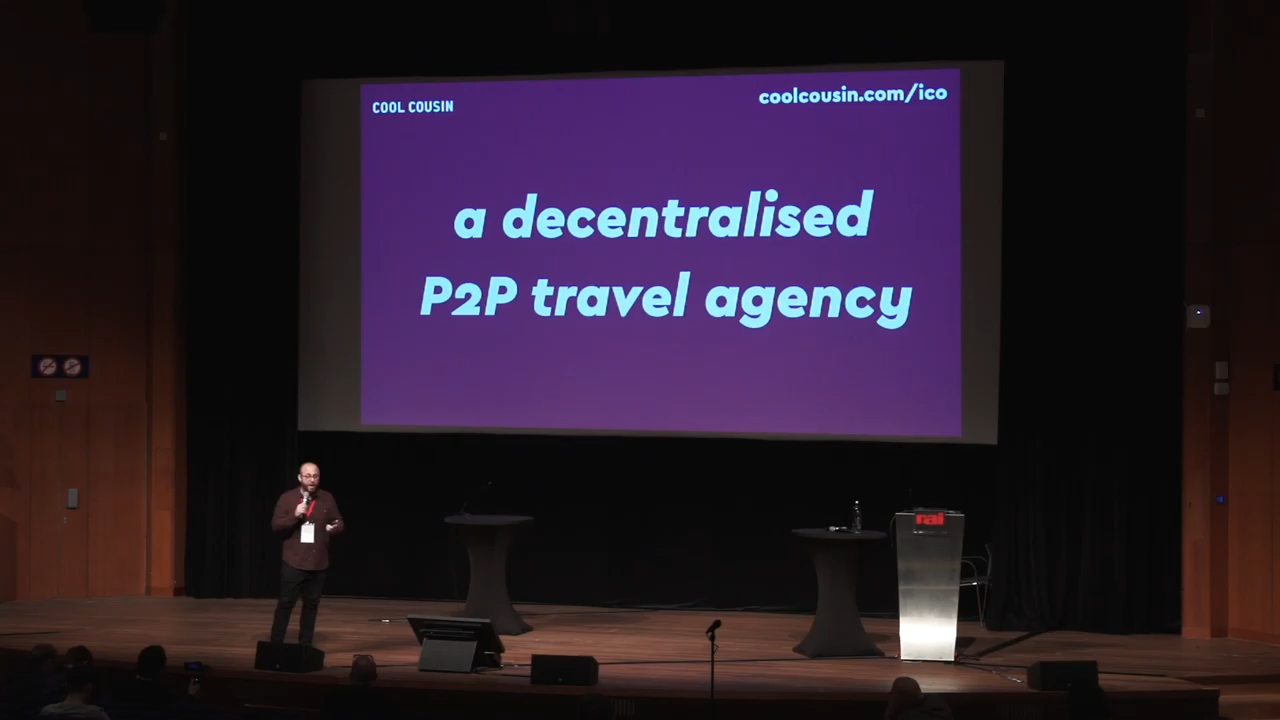 COOL COUSIN
coolcousin.com/ico
a decentralised
P2P travel agency
rai